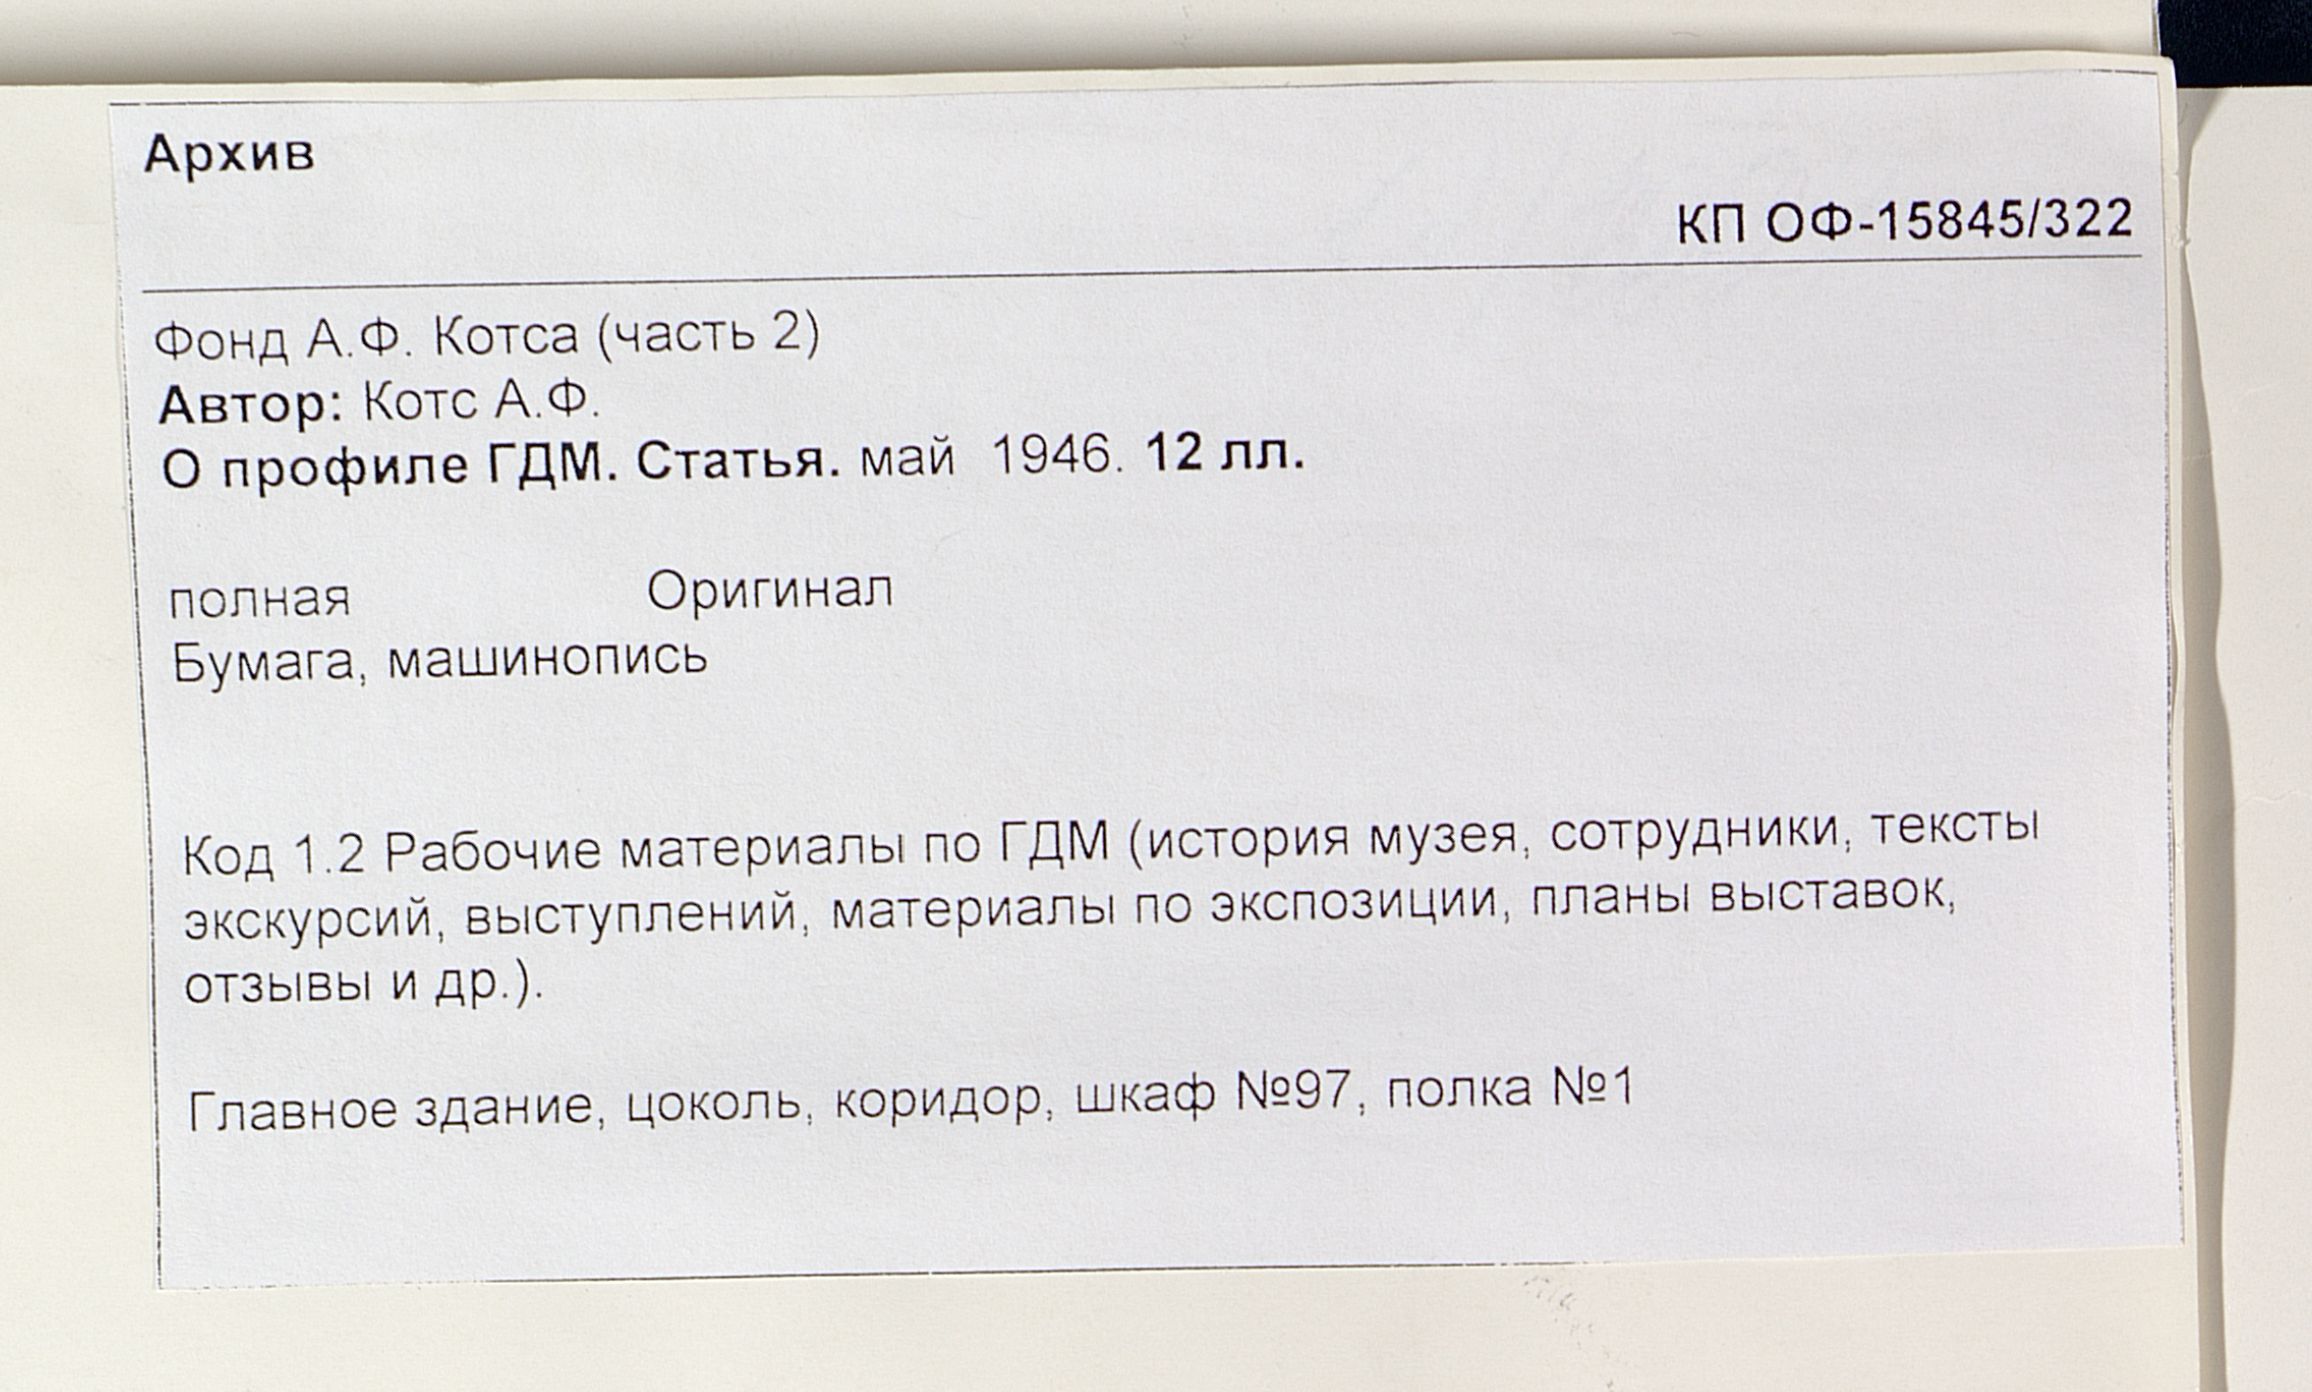 Архив
КП ОФ-15845/322
Фонд А.Ф. Котса (часть 2)
Автор: Котс А.Ф.
О профиле ГДМ. Статья. май 1946. 12 лл.
полная Оригинал
Бумага, машинопись
Код 1.2 Рабочие материалы по ГДМ (история музея, сотрудники, тексты
экскурсий, выступлений, материалы по экспозиции, планы выставок,
отзывы и др.).
Главное здание, цоколь, коридор, шкаф №97, полка №1